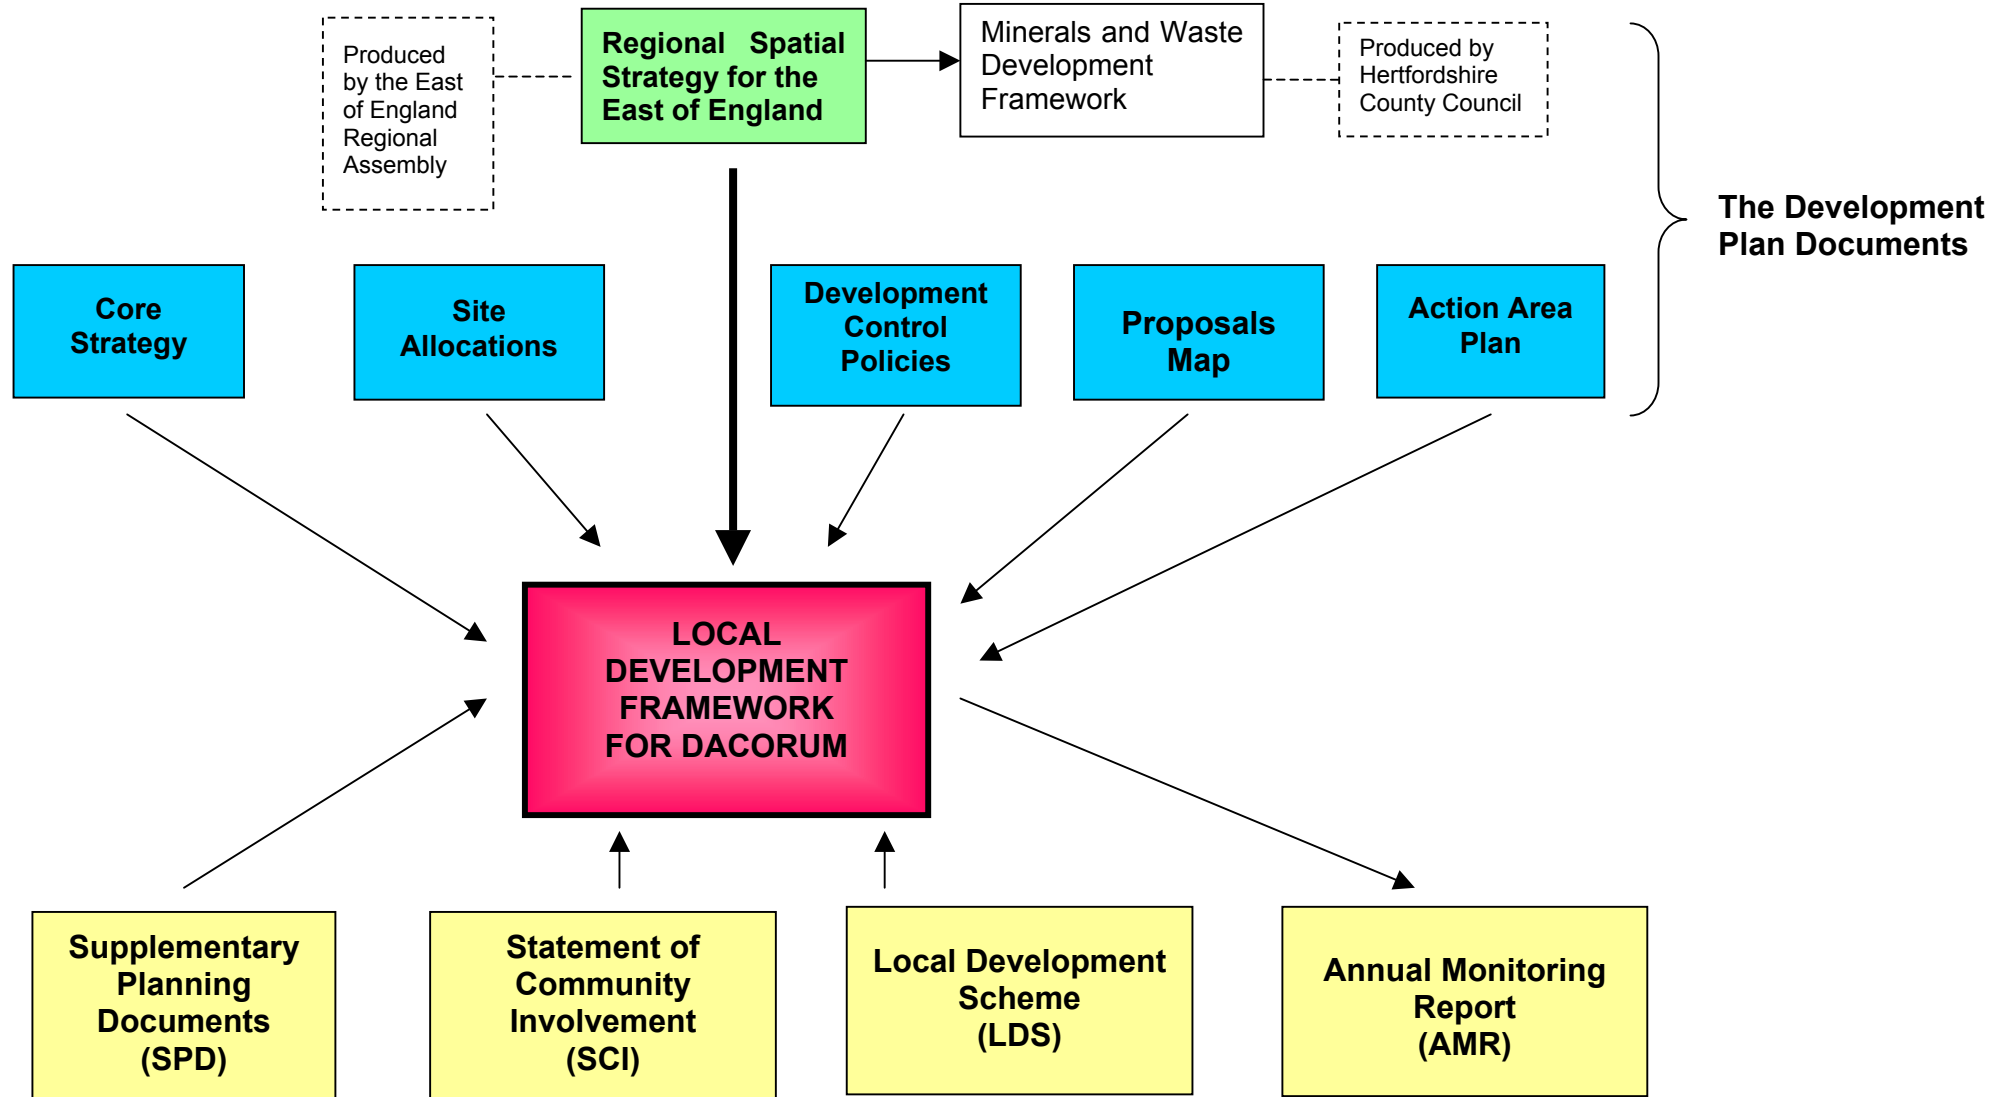 Produced
by the East
of England
Regional
Assembly
Regional Spatial
Strategy for the
East of England
Minerals and Waste
Development
Framework
Produced by
Hertfordshire
County Council
The Development
Plan Documents
Core
Strategy
Site
Allocations
Development
Control
Policies
Proposals
Map
Action Area
Plan
LOCAL
DEVELOPMENT
FRAMEWORK
FOR DACORUM
Supplementary
Planning
Documents
(SPD)
Statement of
Community
Involvement
(SCI)
Local Development
Scheme
(LDS)
Annual Monitoring
Report
(AMR)